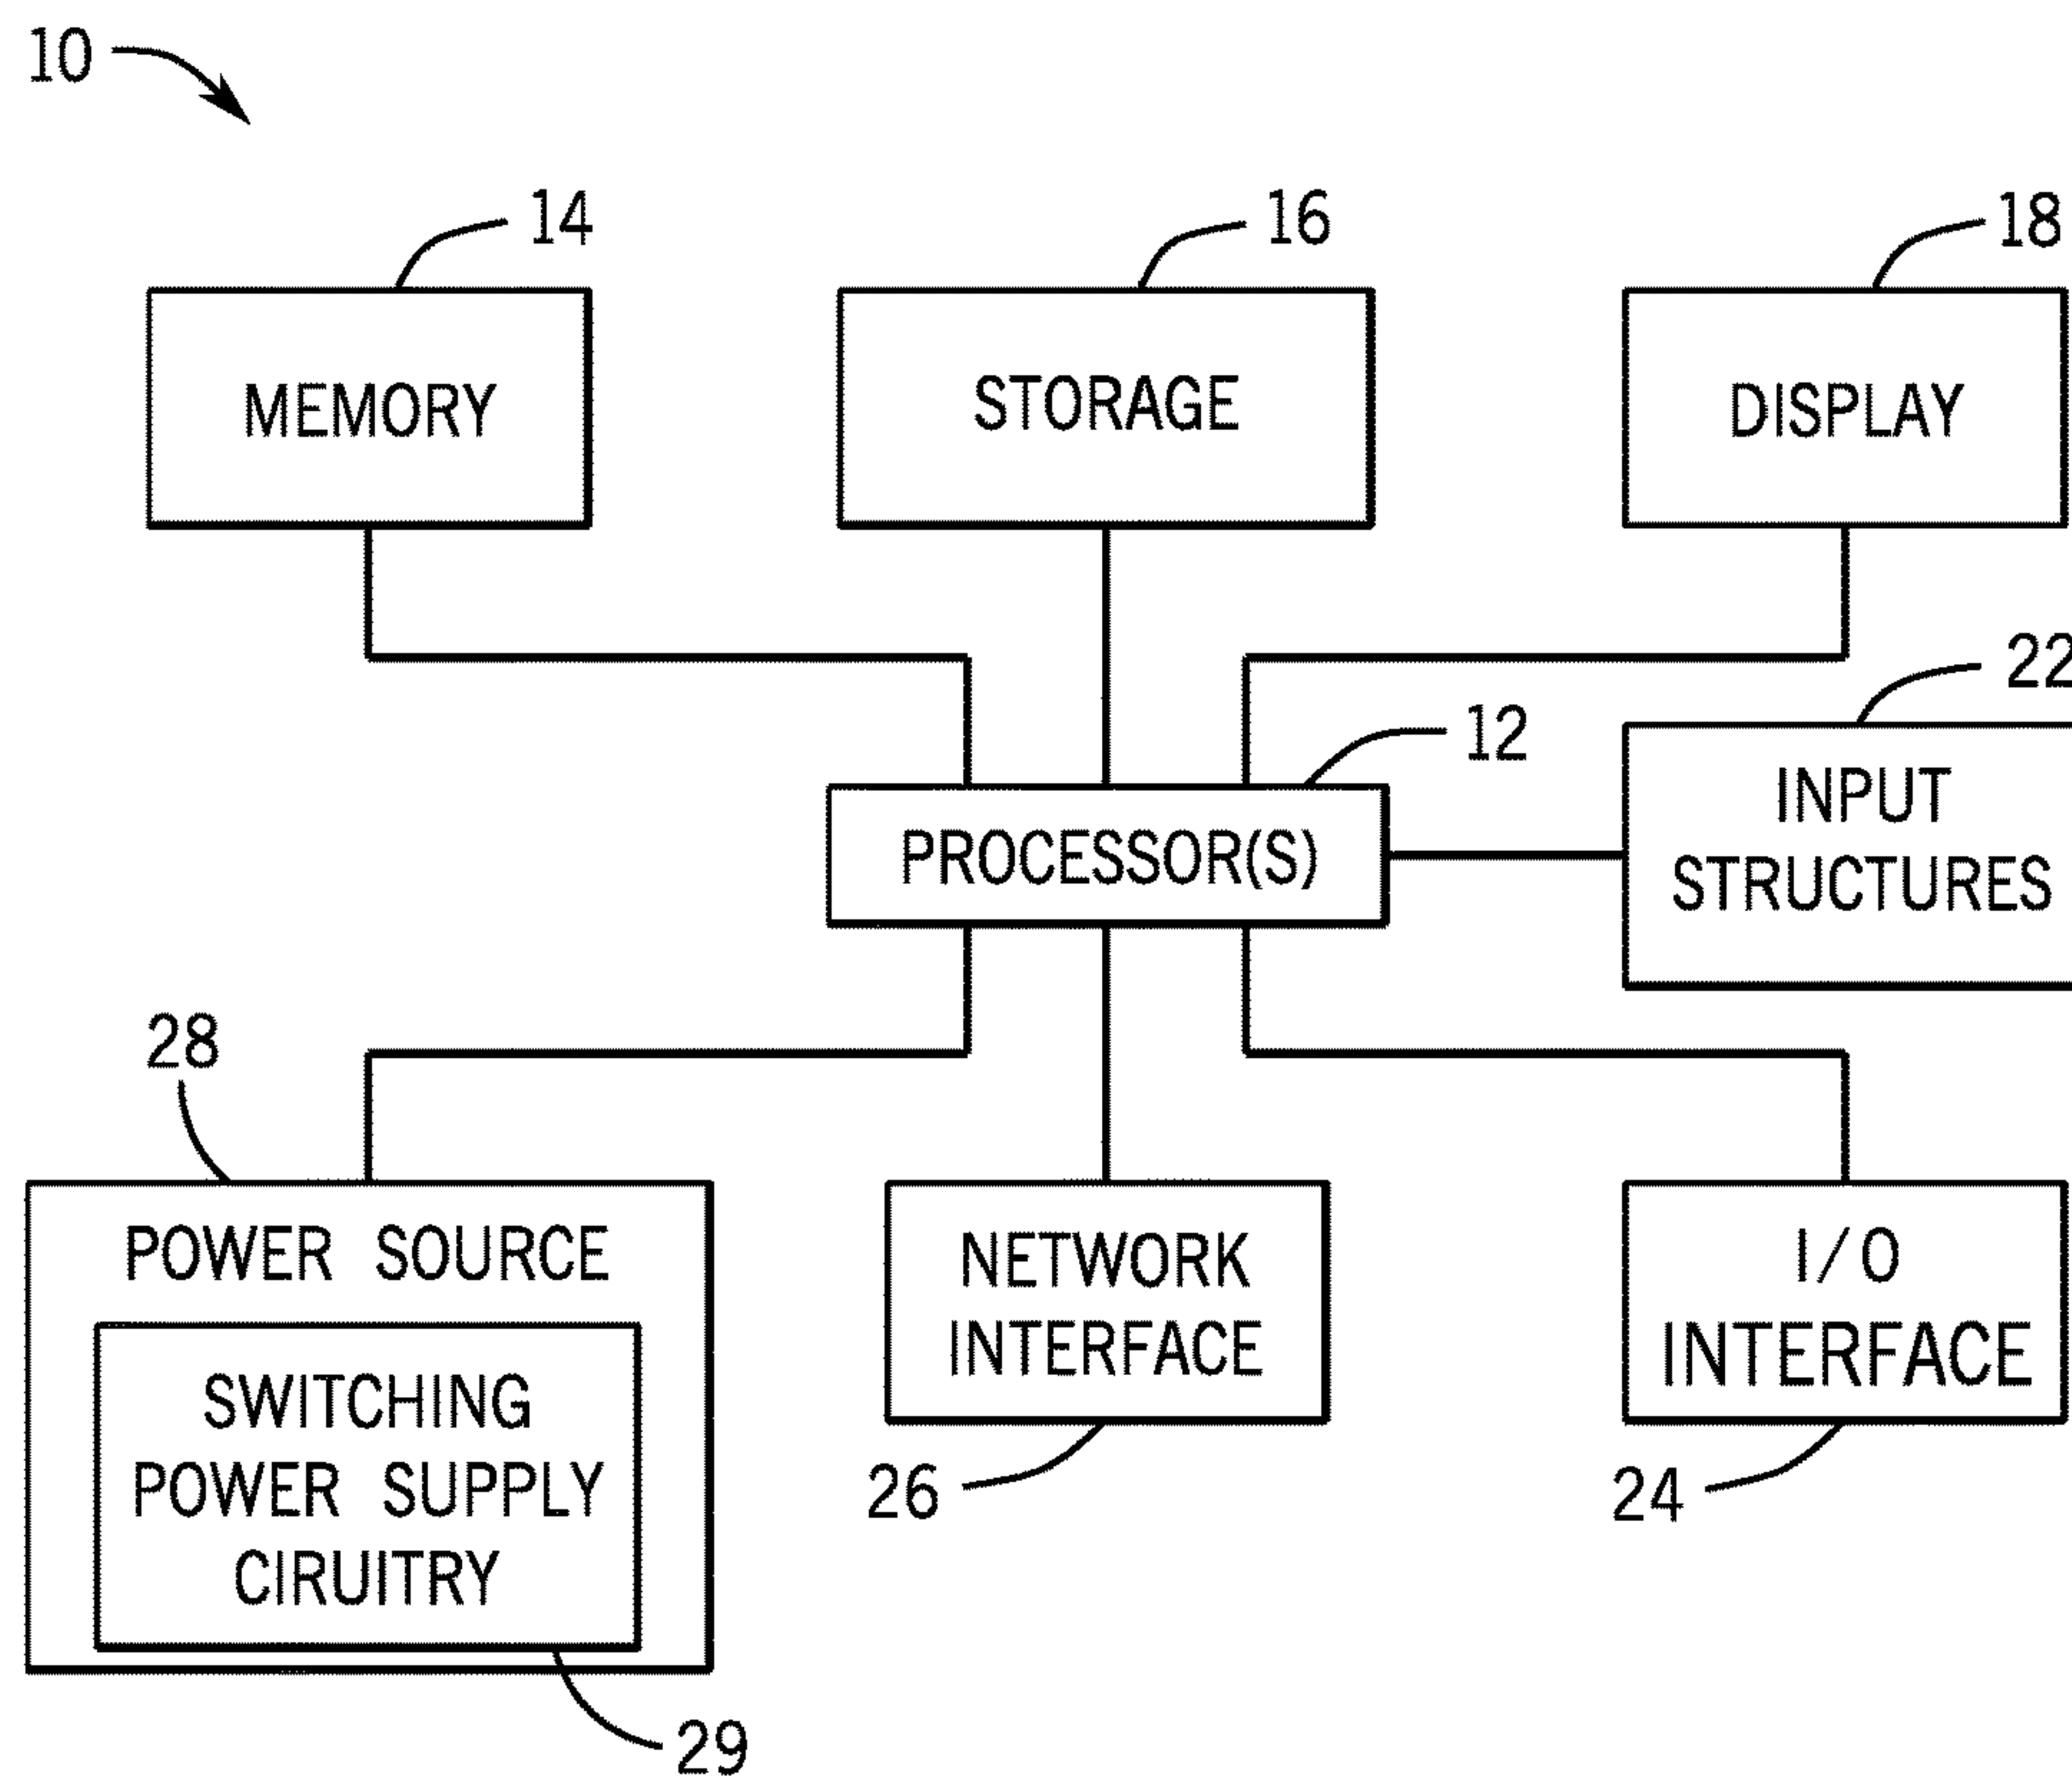 10
14
16
18
MEMORY
STORAGE
DISPLAY
22
12
INPUT
STRUCTURES
PROCESSOR(S)
28
POWER SOURCE
SWITCHING
POWER SUPPLY
CIRUITRY
29
NETWORK
INTERFACE
26
I/O
INTERFACE
24